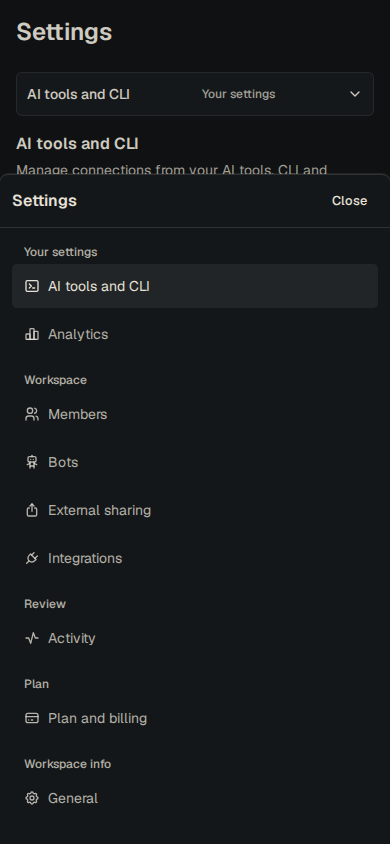 Settings
AI tools and CLI Your settings
AI tools and CLI
Manage connections from your AI tools, CLI and
Settings Close
Your settings
AI tools and CLI
Analytics
Workspace
Members
Bots
External sharing
Integrations
Review
Activity
Plan
Plan and billing
Workspace info
General